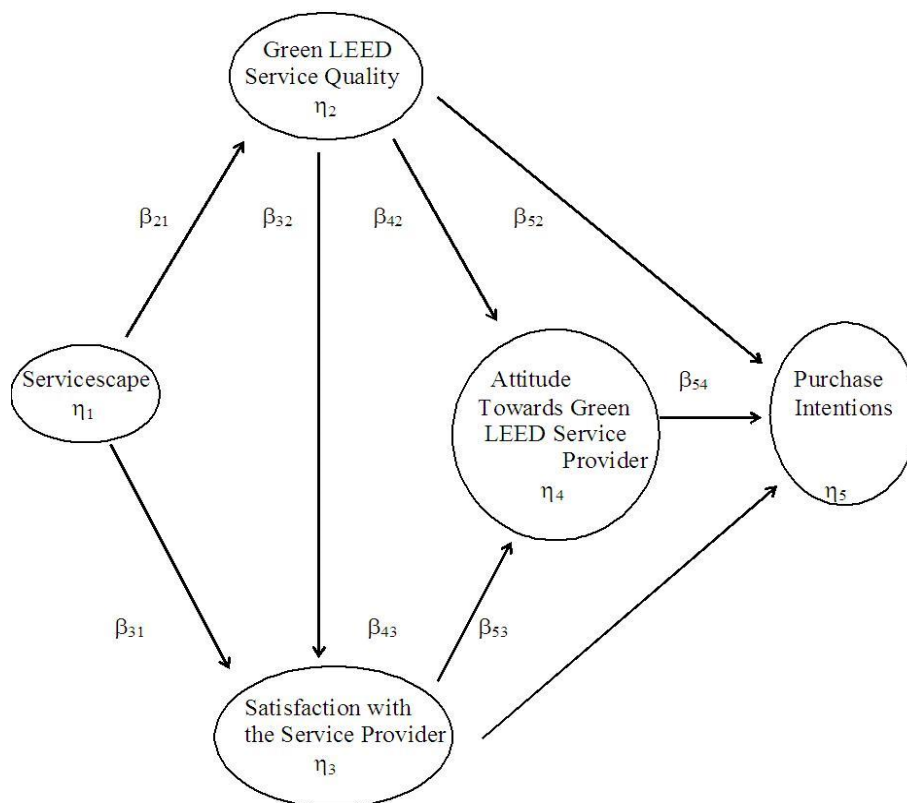 Green LEED
Service Quality
η2
β21
β32
β42
β52
Servicescape
η1
Attitude
Towards Green
LEED Service
Provider
η4
β54
Purchase
Intentions
η5
β31
β43
β53
Satisfaction with
the Service Provider
η3